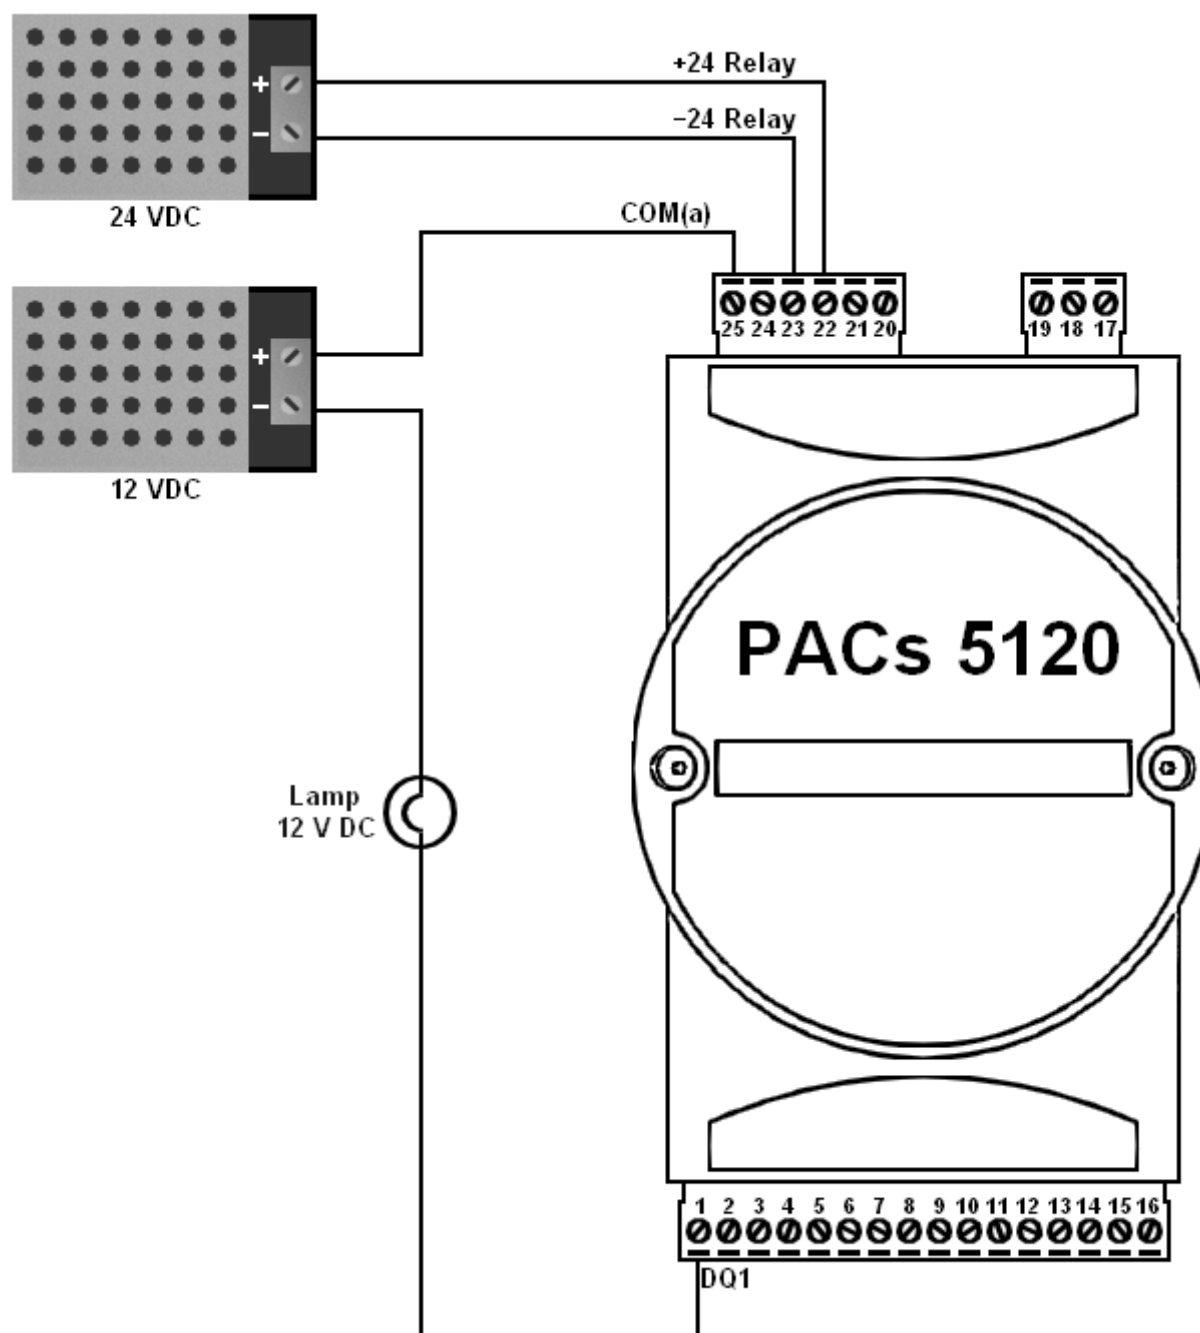 +24 Relay
−24 Relay
+
−
24 VDC
COM(a)
25 24 23 22 21 20
19 18 17
+
−
12 VDC
PACs 5120
Lamp
12 V DC
1 2 3 4 5 6 7 8 9 10 11 12 13 14 15 16
DQ1